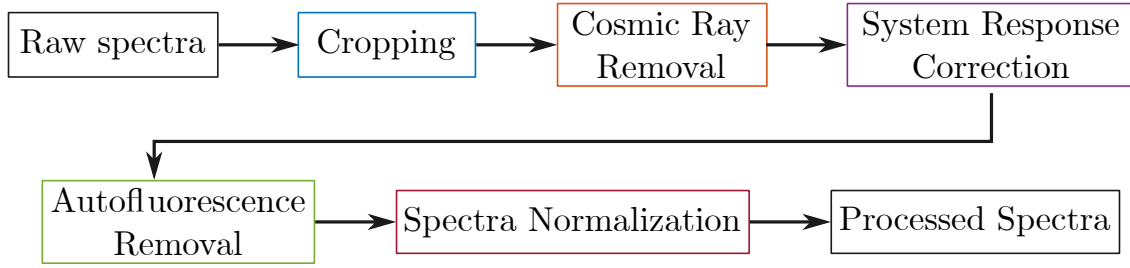 Raw spectra
Cropping
Cosmic Ray
Removal
System Response
Correction
Autofluorescence
Removal
Spectra Normalization
Processed Spectra